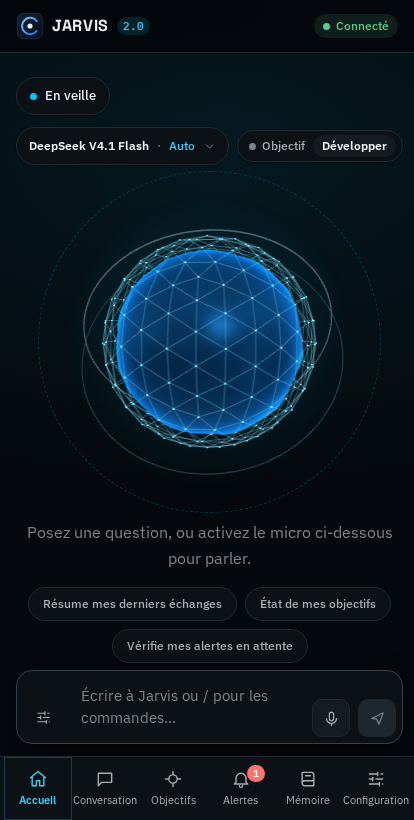 JARVIS 2.0
Connecté
En veille
DeepSeek V4.1 Flash · Auto
Objectif Développer
Posez une question, ou activez le micro ci-dessous
pour parler.
Résume mes derniers échanges
État de mes objectifs
Vérifie mes alertes en attente
Écrire à Jarvis ou / pour les
commandes...
1
Accueil
Conversation
Objectifs
Alertes
Mémoire
Configuration